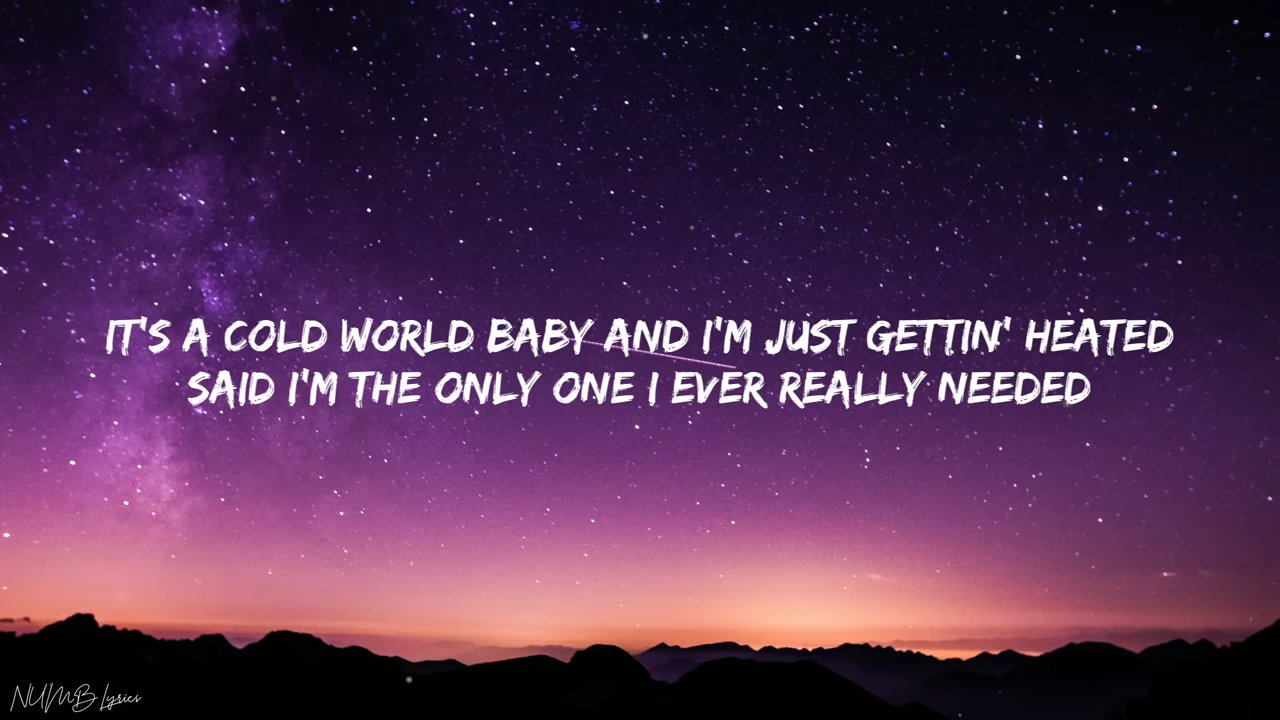 IT'S A COLD WORLD BABY AND I'M JUST GETTIN' HEATED
SAID I'M THE ONLY ONE I EVER REALLY NEEDED
NUMB Lyrics